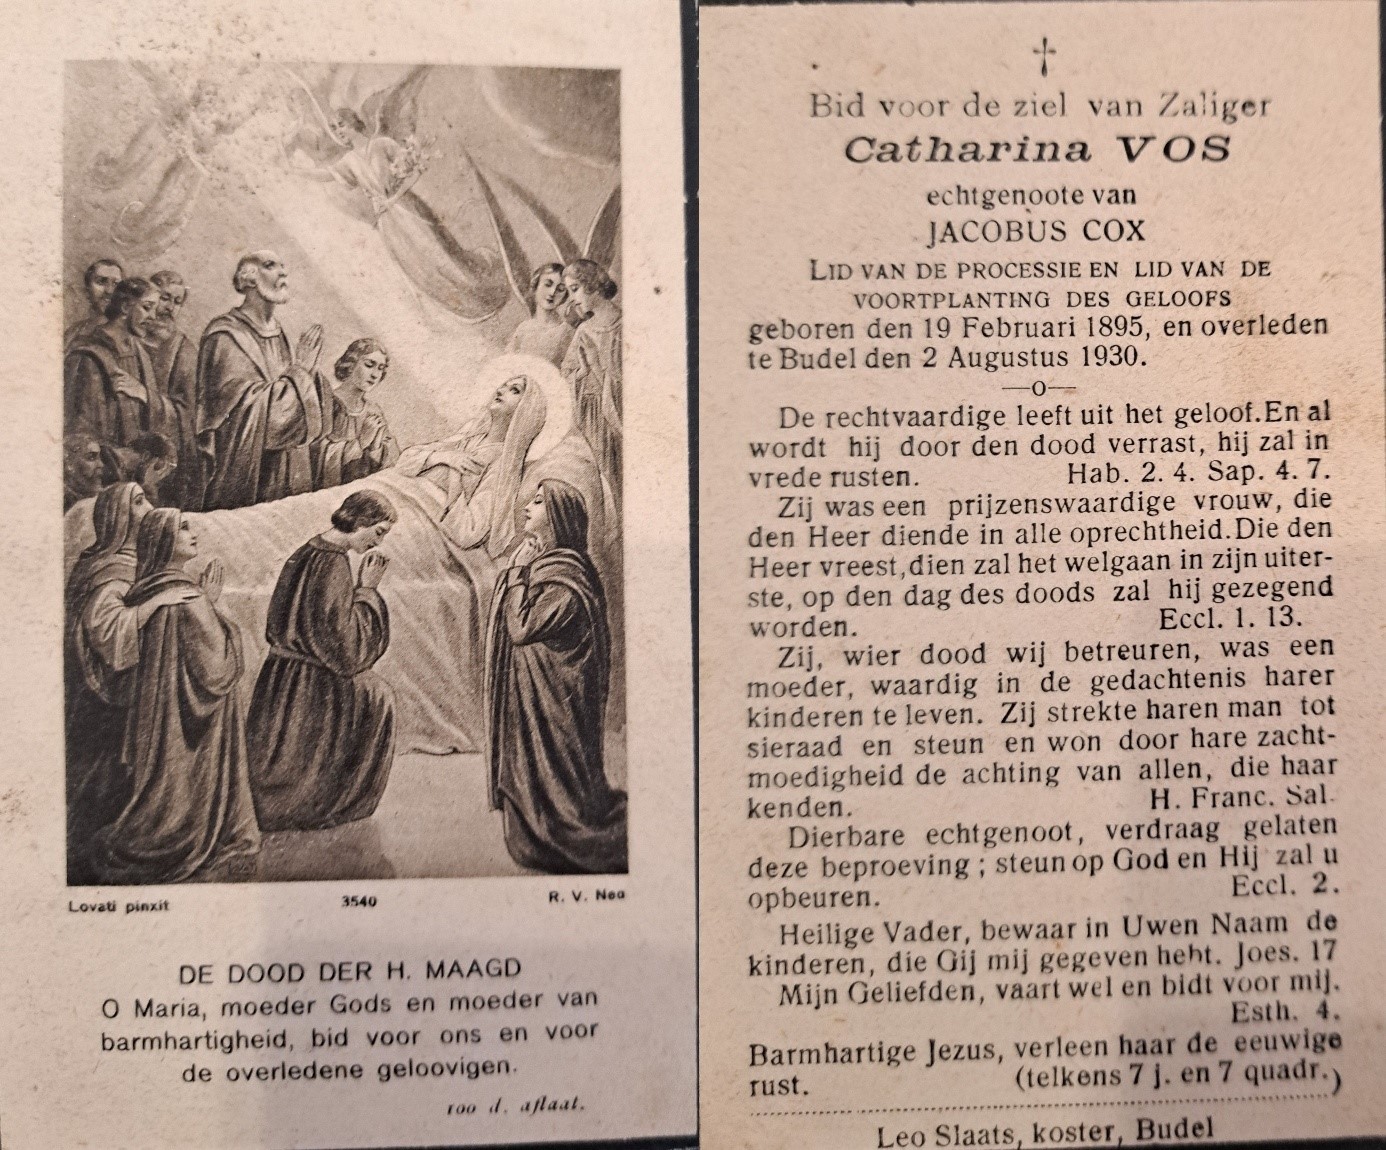 Lovati pinxit 3540 R. V. Nea
DE DOOD DER H. MAAGD
O Maria, moeder Gods en moeder van
barmhartigheid, bid voor ons en voor
de overledene geloovigen.
100 d. aflaat.
†
Bid voor de ziel van Zaliger
Catharina VOS
echtgenoote van
JACOBUS COX
LID VAN DE PROCESSIE EN LID VAN DE
VOORTPLANTING DES GELOOFS
geboren den 19 Februari 1895, en overleden
te Budel den 2 Augustus 1930.
—o—
De rechtvaardige leeft uit het geloof. En al
wordt hij door den dood verrast, hij zal in
vrede rusten. Hab. 2. 4. Sap. 4. 7.
Zij was een prijzenswaardige vrouw, die
den Heer diende in alle oprechtheid. Die den
Heer vreest, dien zal het welgaan in zijn uiter-
ste, op den dag des doods zal hij gezegend
worden. Eccl. 1. 13.
Zij, wier dood wij betreuren, was een
moeder, waardig in de gedachtenis harer
kinderen te leven. Zij strekte haren man tot
sieraad en steun en won door hare zacht-
moedigheid de achting van allen, die haar
kenden. H. Franc. Sal.
Dierbare echtgenoot, verdraag gelaten
deze beproeving ; steun op God en Hij zal u
opbeuren. Eccl. 2.
Heilige Vader, bewaar in Uwen Naam de
kinderen, die Gij mij gegeven hebt. Joes. 17
Mijn Geliefden, vaart wel en bidt voor mij.
Esth. 4.
Barmhartige Jezus, verleen haar de eeuwige
rust. (telkens 7 j. en 7 quadr.)
Leo Slaats, koster, Budel